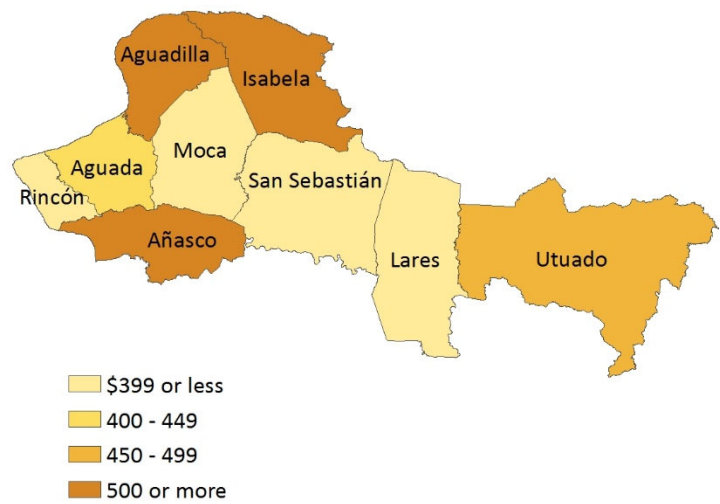 Aguadilla
Isabela
Moca
Aguada
San Sebastián
Rincón
Añasco
Lares
Utuado
$399 or less
400 - 449
450 - 499
500 or more